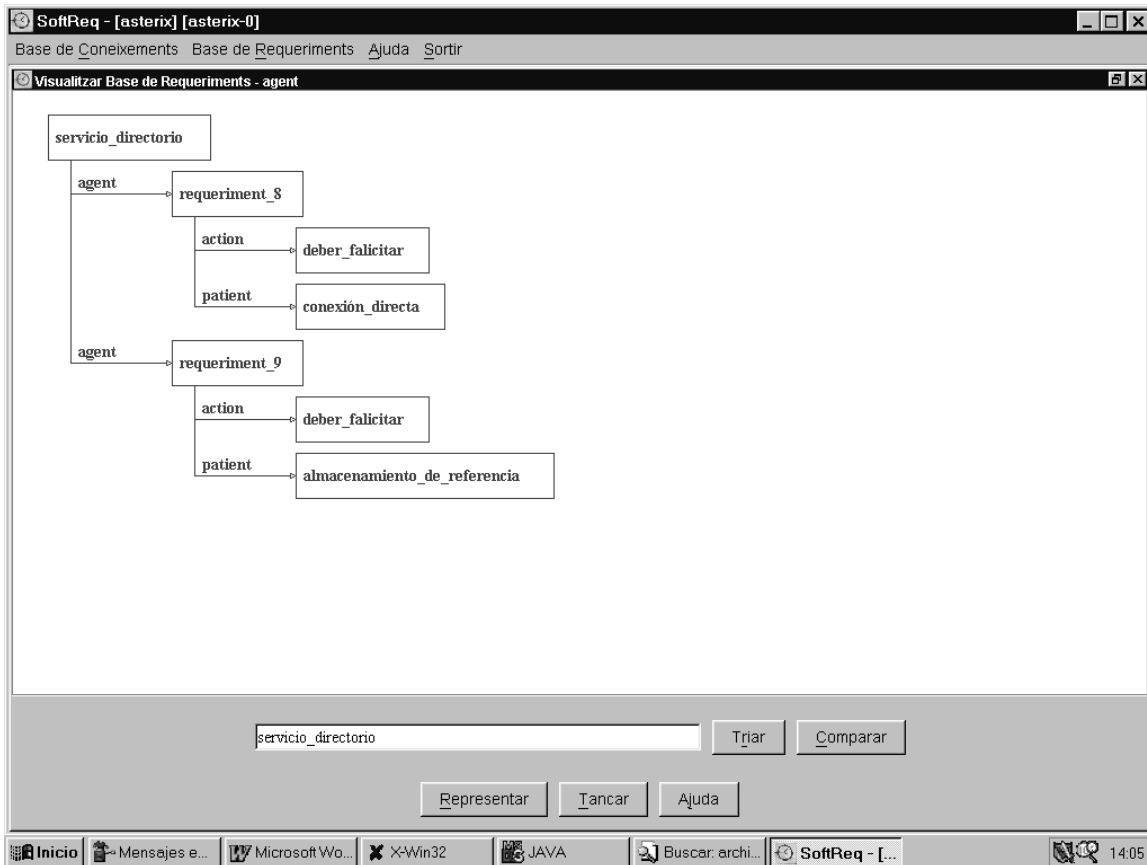 SoftReq - [asterix] [asterix-0]
Base de Coneixements Base de Requeriments Ajuda Sortir
Visualitzar Base de Requeriments - agent
servicio_directorio
agent
requeriment_8
action
deber_falicitar
patient
conexión_directa
agent
requeriment_9
action
deber_falicitar
patient
almacenamiento_de_referencia
servicio_directorio
Triar
Comparar
Representar
Tancar
Ajuda
Inicio Mensajes e... Microsoft Wo... X-Win32 JAVA Buscar: archi... SoftReq - [... 14:05